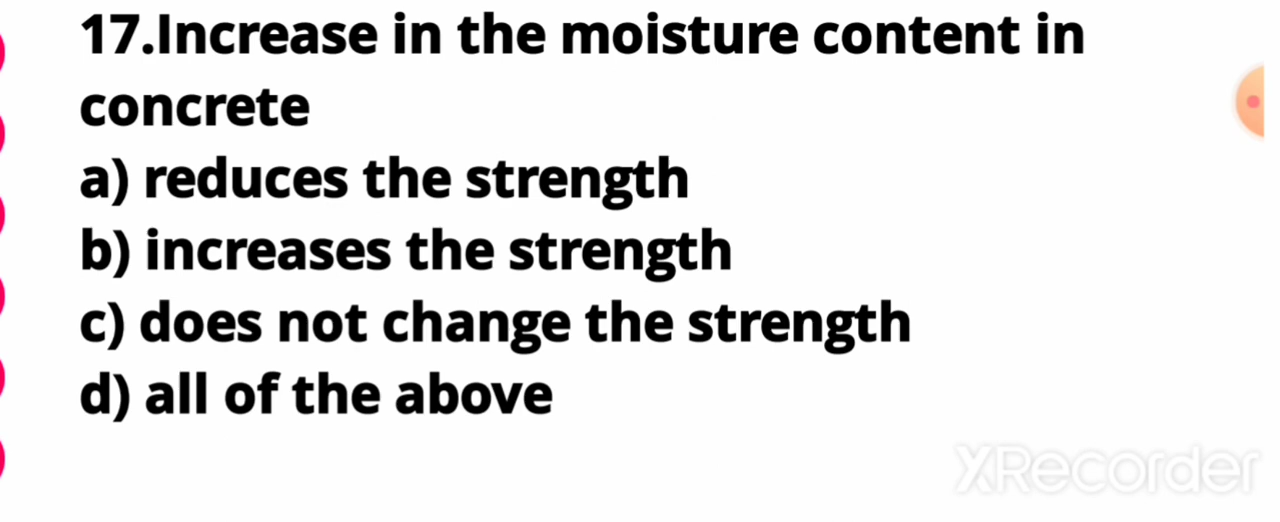 17.Increase in the moisture content in
concrete
a) reduces the strength
b) increases the strength
c) does not change the strength
d) all of the above
XRecorder